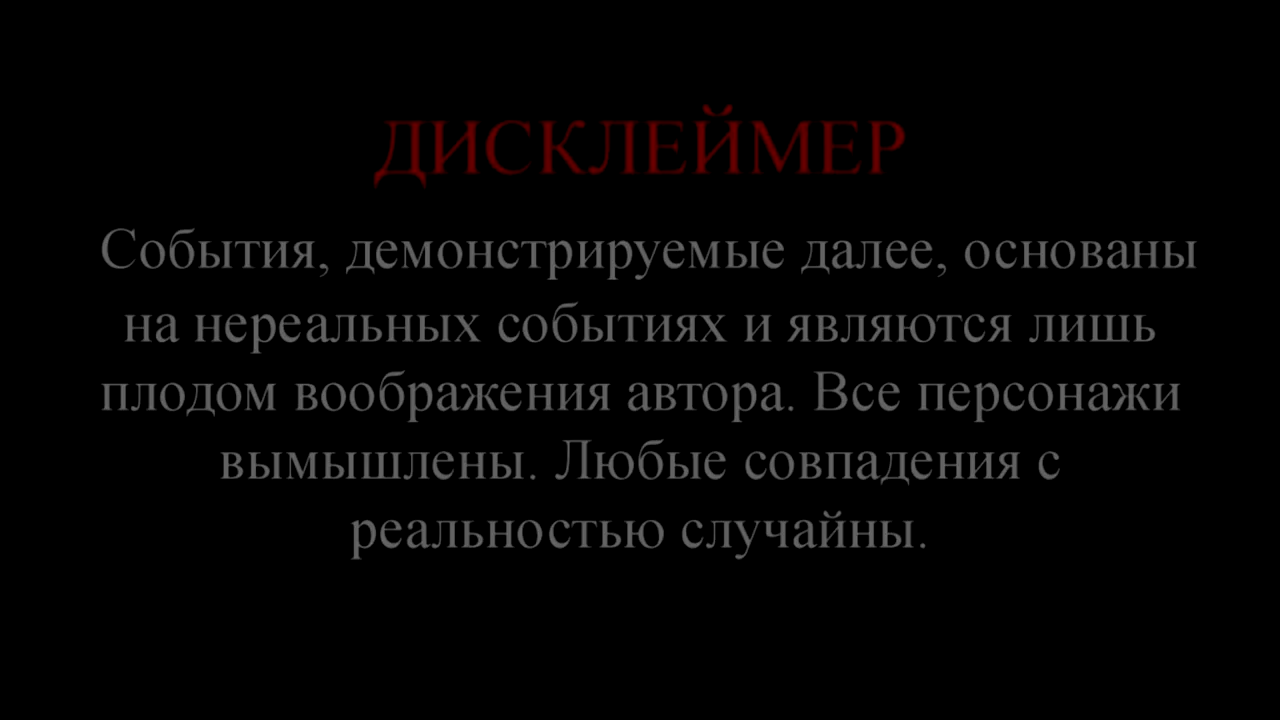 ДИСКЛЕЙМЕР
События, демонстрируемые далее, основаны
на нереальных событиях и являются лишь
плодом воображения автора. Все персонажи
вымышлены. Любые совпадения с
реальностью случайны.